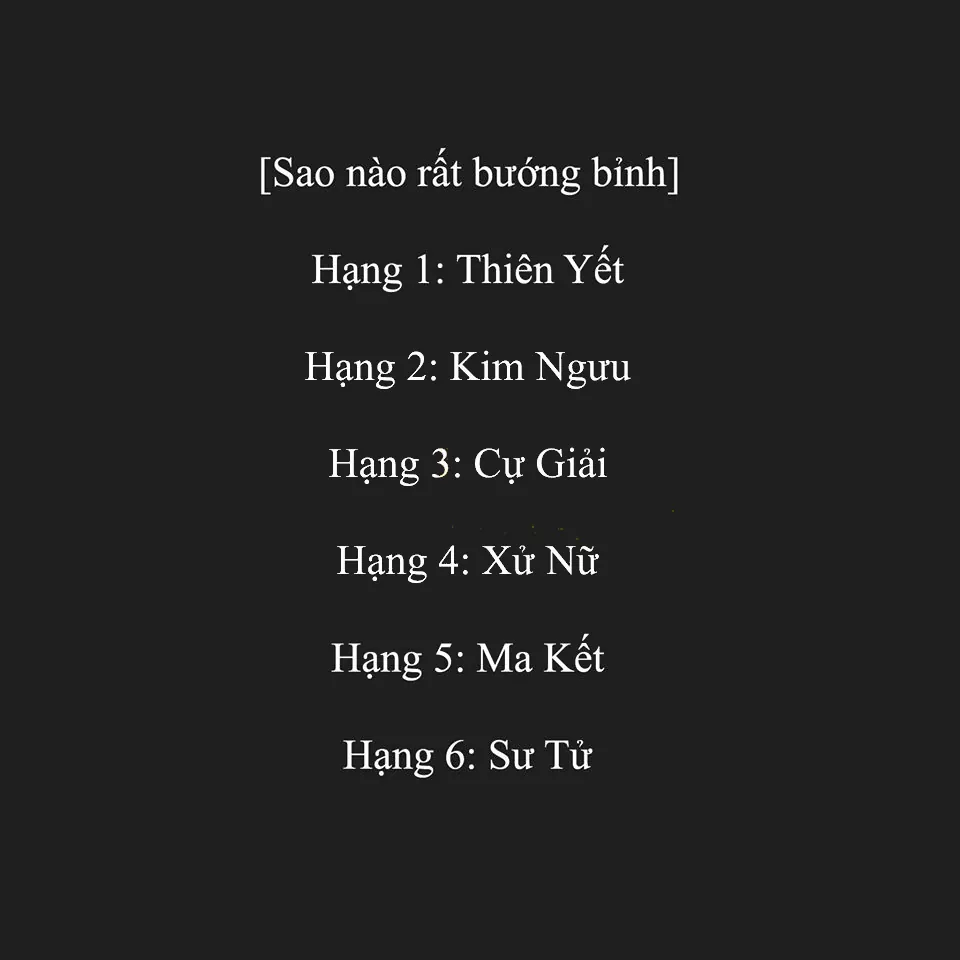 [Sao nào rất bướng bỉnh]
Hạng 1: Thiên Yết
Hạng 2: Kim Ngưu
Hạng 3: Cự Giải
Hạng 4: Xử Nữ
Hạng 5: Ma Kết
Hạng 6: Sư Tử